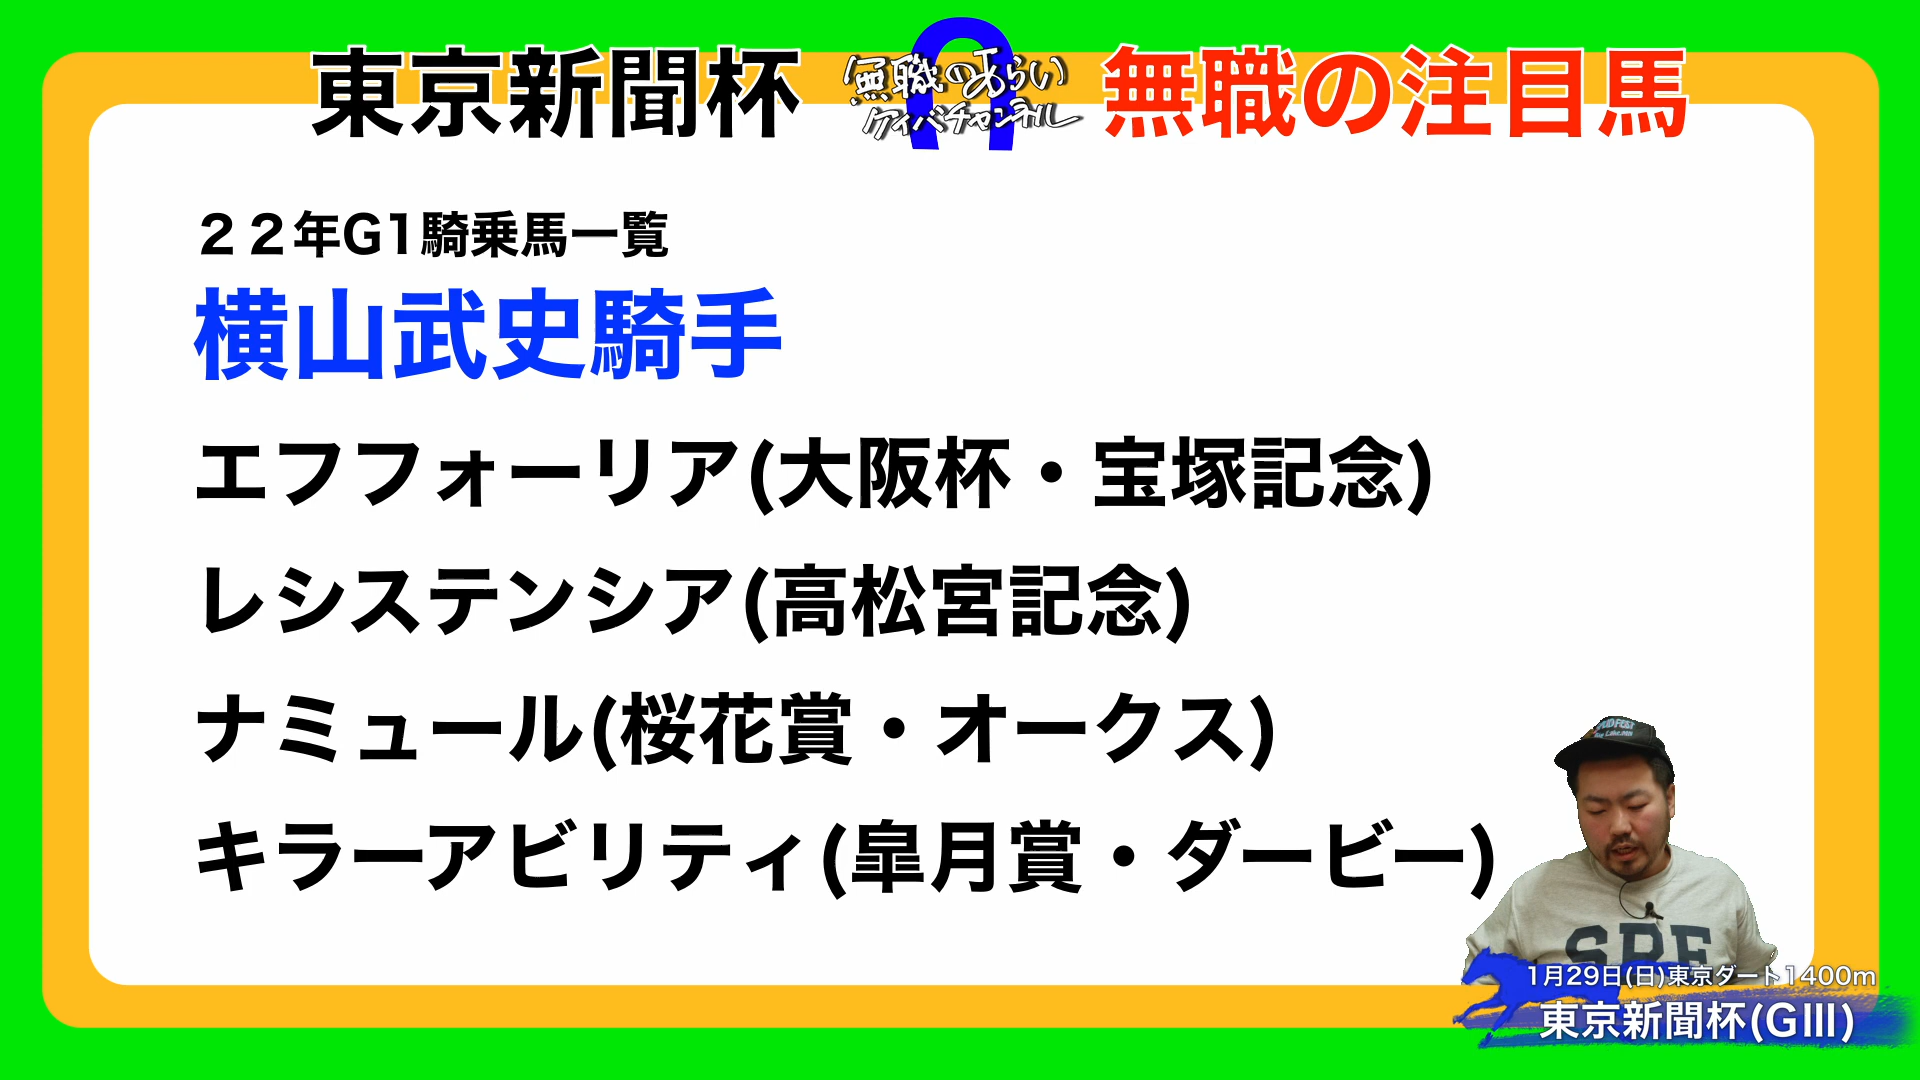 東京新聞杯
無職のあらい
ケイバチャンネル
無職の注目馬
２２年G1騎乗馬一覧
横山武史騎手
エフフォーリア(大阪杯・宝塚記念)
レシステンシア(高松宮記念)
ナミュール(桜花賞・オークス)
キラーアビリティ(皐月賞・ダービー)
1月29日(日)東京ダート1400m
東京新聞杯(GⅢ)